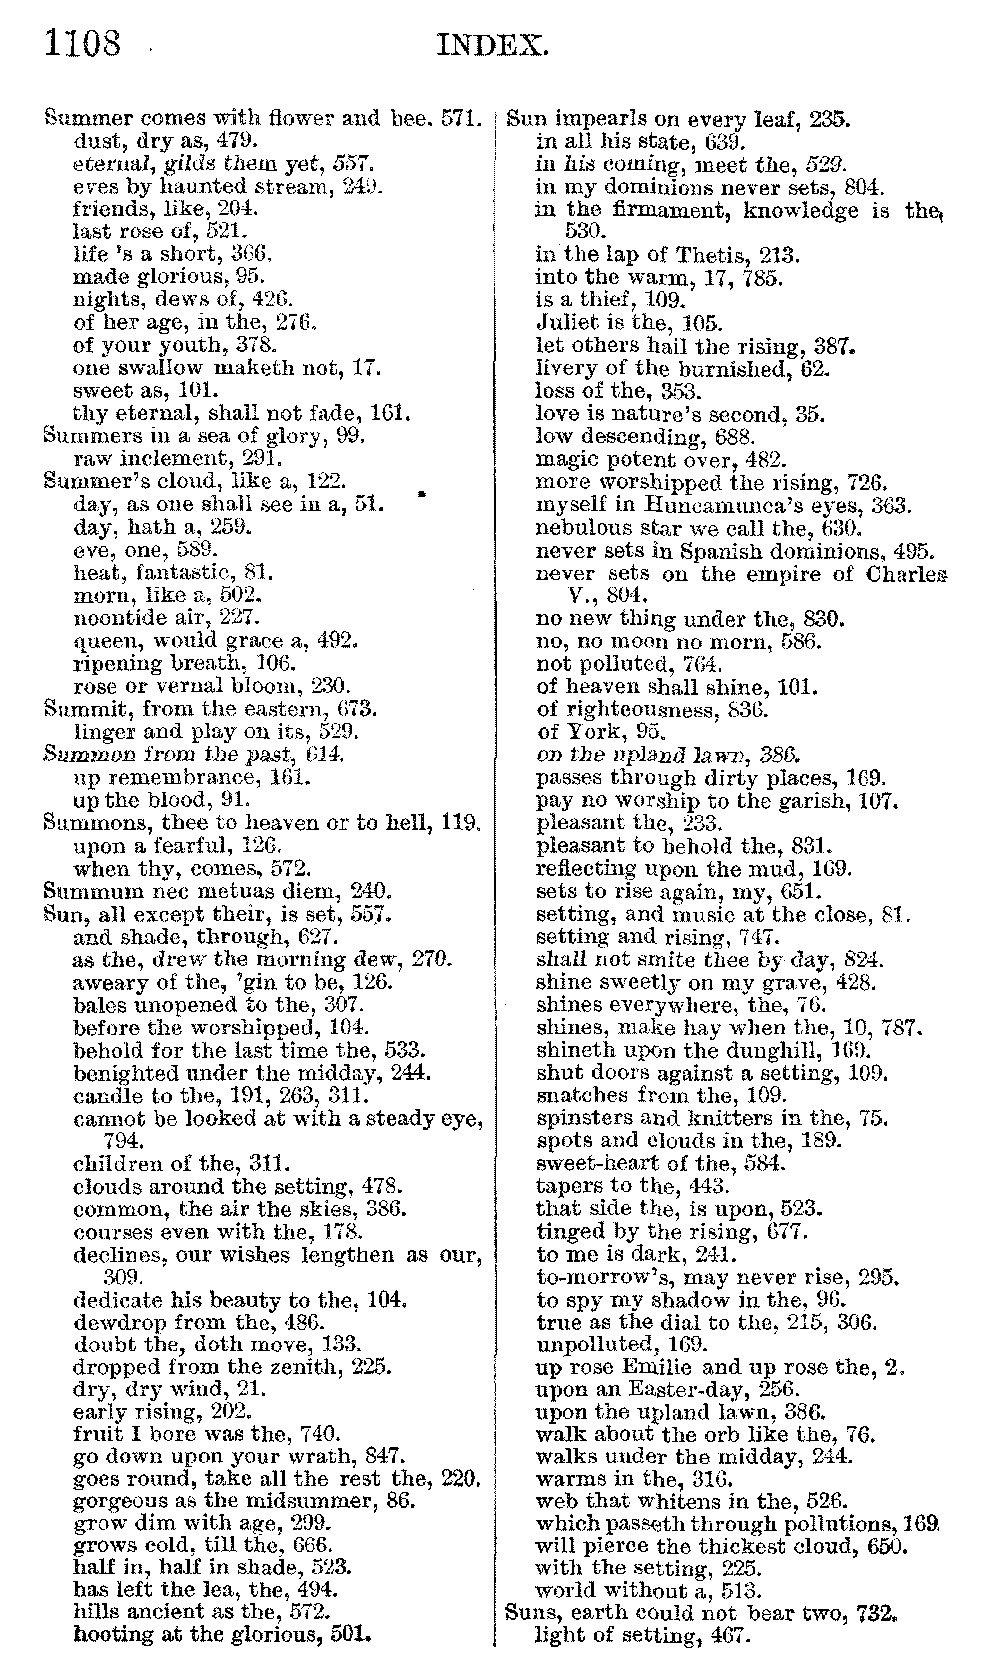 1108
INDEX.
Summer comes with flower and bee. 571.
dust, dry as, 479.
eternal, gilds them yet, 557.
eves by haunted stream, 249.
friends, like, 204.
last rose of, 521.
life 's a short, 366.
made glorious, 95.
nights, dews of, 426.
of her age, in the, 276.
of your youth, 378.
one swallow maketh not, 17.
sweet as, 101.
thy eternal, shall not fade, 161.
Summers in a sea of glory, 99.
raw inclement, 291.
Summer's cloud, like a, 122.
day, as one shall see in a, 51.
day, hath a, 259.
eve, one, 589.
heat, fantastic, 81.
morn, like a, 502.
noontide air, 227.
queen, would grace a, 492.
ripening breath, 106.
rose or vernal bloom, 230.
Summit, from the eastern, 673.
linger and play on its, 529.
Summon from the past, 614.
up remembrance, 161.
up the blood, 91.
Summons, thee to heaven or to hell, 119.
upon a fearful, 126.
when thy, comes, 572.
Summum nec metuas diem, 240.
Sun, all except their, is set, 557.
and shade, through, 627.
as the, drew the morning dew, 270.
aweary of the, 'gin to be, 126.
bales unopened to the, 307.
before the worshipped, 104.
behold for the last time the, 533.
benighted under the midday, 244.
candle to the, 191, 263, 311.
cannot be looked at with a steady eye,
794.
children of the, 311.
clouds around the setting, 478.
common, the air the skies, 386.
courses even with the, 178.
declines, our wishes lengthen as our,
309.
dedicate his beauty to the, 104.
dewdrop from the, 486.
doubt the, doth move, 133.
dropped from the zenith, 225.
dry, dry wind, 21.
early rising, 202.
fruit I bore was the, 740.
go down upon your wrath, 847.
goes round, take all the rest the, 220.
gorgeous as the midsummer, 86.
grow dim with age, 299.
grows cold, till the, 666.
half in, half in shade, 523.
has left the lea, the, 494.
hills ancient as the, 572.
hooting at the glorious, 501.
Sun impearls on every leaf, 235.
in all his state, 639.
in his coming, meet the, 529.
in my dominions never sets, 804.
in the firmament, knowledge is the,
530.
in the lap of Thetis, 213.
into the warm, 17, 785.
is a thief, 109.
Juliet is the, 105.
let others hail the rising, 387.
livery of the burnished, 62.
loss of the, 353.
love is nature's second, 35.
low descending, 688.
magic potent over, 482.
more worshipped the rising, 726.
myself in Huncamunca's eyes, 363.
nebulous star we call the, 630.
never sets in Spanish dominions, 495.
never sets on the empire of Charles
V., 804.
no new thing under the, 830.
no, no moon no morn, 586.
not polluted, 764.
of heaven shall shine, 101.
of righteousness, 836.
of York, 95.
on the upland lawn, 386.
passes through dirty places, 169.
pay no worship to the garish, 107.
pleasant the, 233.
pleasant to behold the, 831.
reflecting upon the mud, 169.
sets to rise again, my, 651.
setting, and music at the close, 81.
setting and rising, 747.
shall not smite thee by day, 824.
shine sweetly on my grave, 428.
shines everywhere, the, 76.
shines, make hay when the, 10, 787.
shineth upon the dunghill, 169.
shut doors against a setting, 109.
snatches from the, 109.
spinsters and knitters in the, 75.
spots and clouds in the, 189.
sweet-heart of the, 584.
tapers to the, 443.
that side the, is upon, 523.
tinged by the rising, 677.
to me is dark, 241.
to-morrow's, may never rise, 295.
to spy my shadow in the, 96.
true as the dial to the, 215, 306.
unpolluted, 169.
up rose Emilie and up rose the, 2.
upon an Easter-day, 256.
upon the upland lawn, 386.
walk about the orb like the, 76.
walks under the midday, 244.
warms in the, 316.
web that whitens in the, 526.
which passeth through pollutions, 169.
will pierce the thickest cloud, 650.
with the setting, 225.
world without a, 513.
Suns, earth could not bear two, 732.
light of setting, 467.